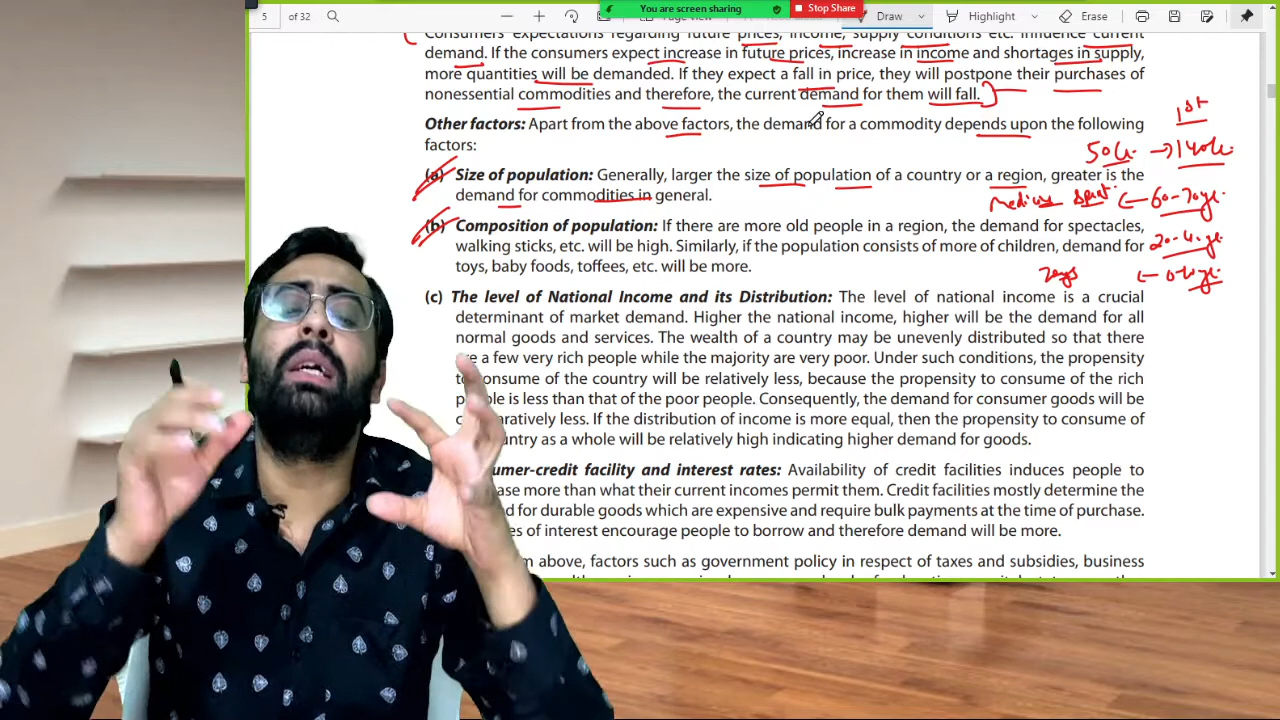 5 of 32
You are screen sharing
Stop Share
Page view
Draw
Highlight
Erase
Consumers expectations regarding future prices, income, supply conditions etc. influence current
demand. If the consumers expect increase in future prices, increase in income and shortages in supply,
more quantities will be demanded. If they expect a fall in price, they will postpone their purchases of
nonessential commodities and therefore, the current demand for them will fall.
Other factors: Apart from the above factors, the demand for a commodity depends upon the following
factors:
1st
50 → 140
(a) Size of population: Generally, larger the size of population of a country or a region, greater is the
demand for commodities in general.
60-70
20-40
(b) Composition of population: If there are more old people in a region, the demand for spectacles,
walking sticks, etc. will be high. Similarly, if the population consists of more of children, demand for
toys, baby foods, toffees, etc. will be more.
Toys
(c) The level of National Income and its Distribution: The level of national income is a crucial
determinant of market demand. Higher the national income, higher will be the demand for all
normal goods and services. The wealth of a country may be unevenly distributed so that there
a few very rich people while the majority are very poor. Under such conditions, the propensity
consume of the country will be relatively less, because the propensity to consume of the rich
is less than that of the poor people. Consequently, the demand for consumer goods will be
less. If the distribution of income is more equal, then the propensity to consume of
as a whole will be relatively high indicating higher demand for goods.
umer-credit facility and interest rates: Availability of credit facilities induces people to
ase more than what their current incomes permit them. Credit facilities mostly determine the
d for durable goods which are expensive and require bulk payments at the time of purchase.
es of interest encourage people to borrow and therefore demand will be more.
m above, factors such as government policy in respect of taxes and subsidies, business